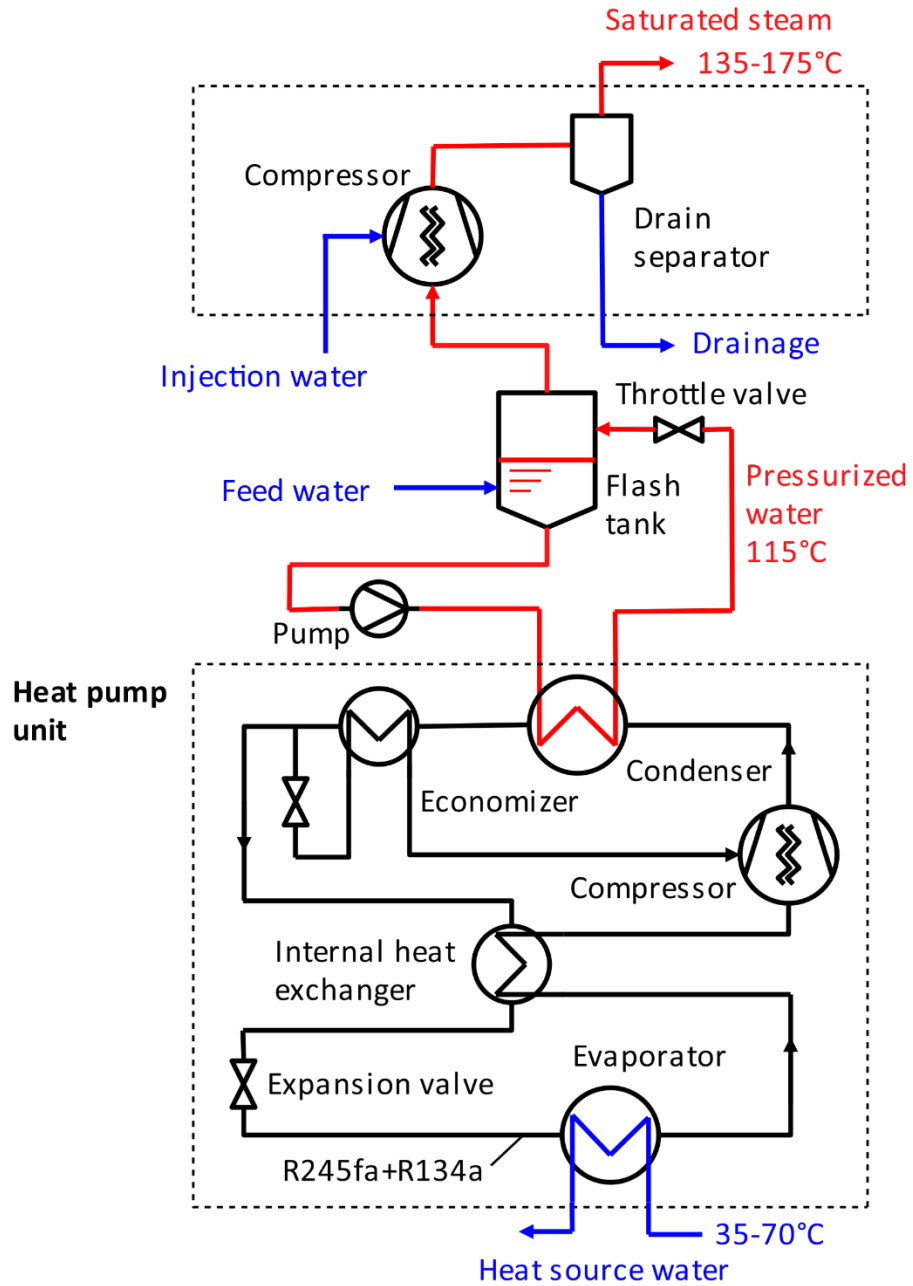 Saturated steam
135-175°C
Compressor
Drain
separator
Injection water
Drainage
Throttle valve
Feed water
Flash
tank
Pressurized
water
115°C
Pump
Heat pump
unit
Condenser
Economizer
Compressor
Internal heat
exchanger
Evaporator
Expansion valve
R245fa+R134a
35-70°C
Heat source water